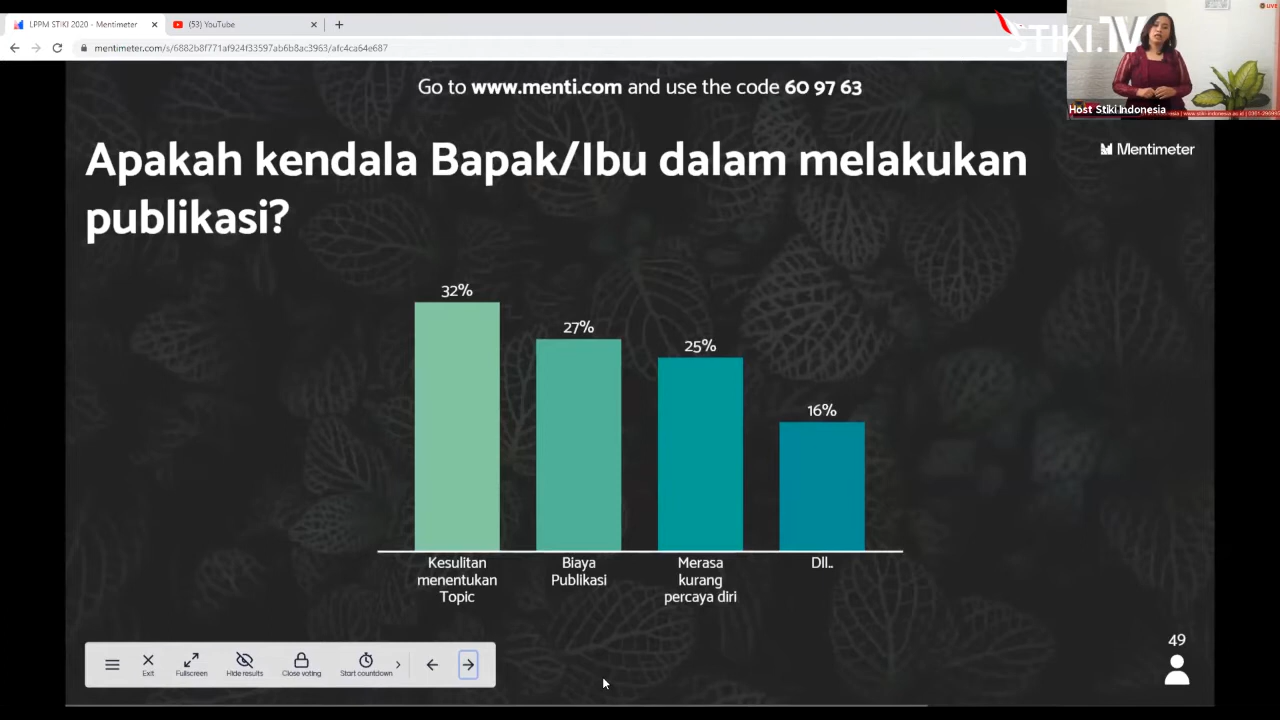 LPPM STIKI 2020 - Mentimeter
(53) YouTube
mentimeter.com/s/6882b8f771af924f33597ab6b8ac3963/afc4ca64e687
STIKI.TV
LIVE
Host Stiki Indonesia
Go to www.menti.com and use the code 60 97 63
Mentimeter
Apakah kendala Bapak/Ibu dalam melakukan
publikasi?
32%
27%
25%
16%
Kesulitan
menentukan
Topic
Biaya
Publikasi
Merasa
kurang
percaya diri
Dll..
49
Exit
Fullscreen
Hide results
Close voting
Start countdown